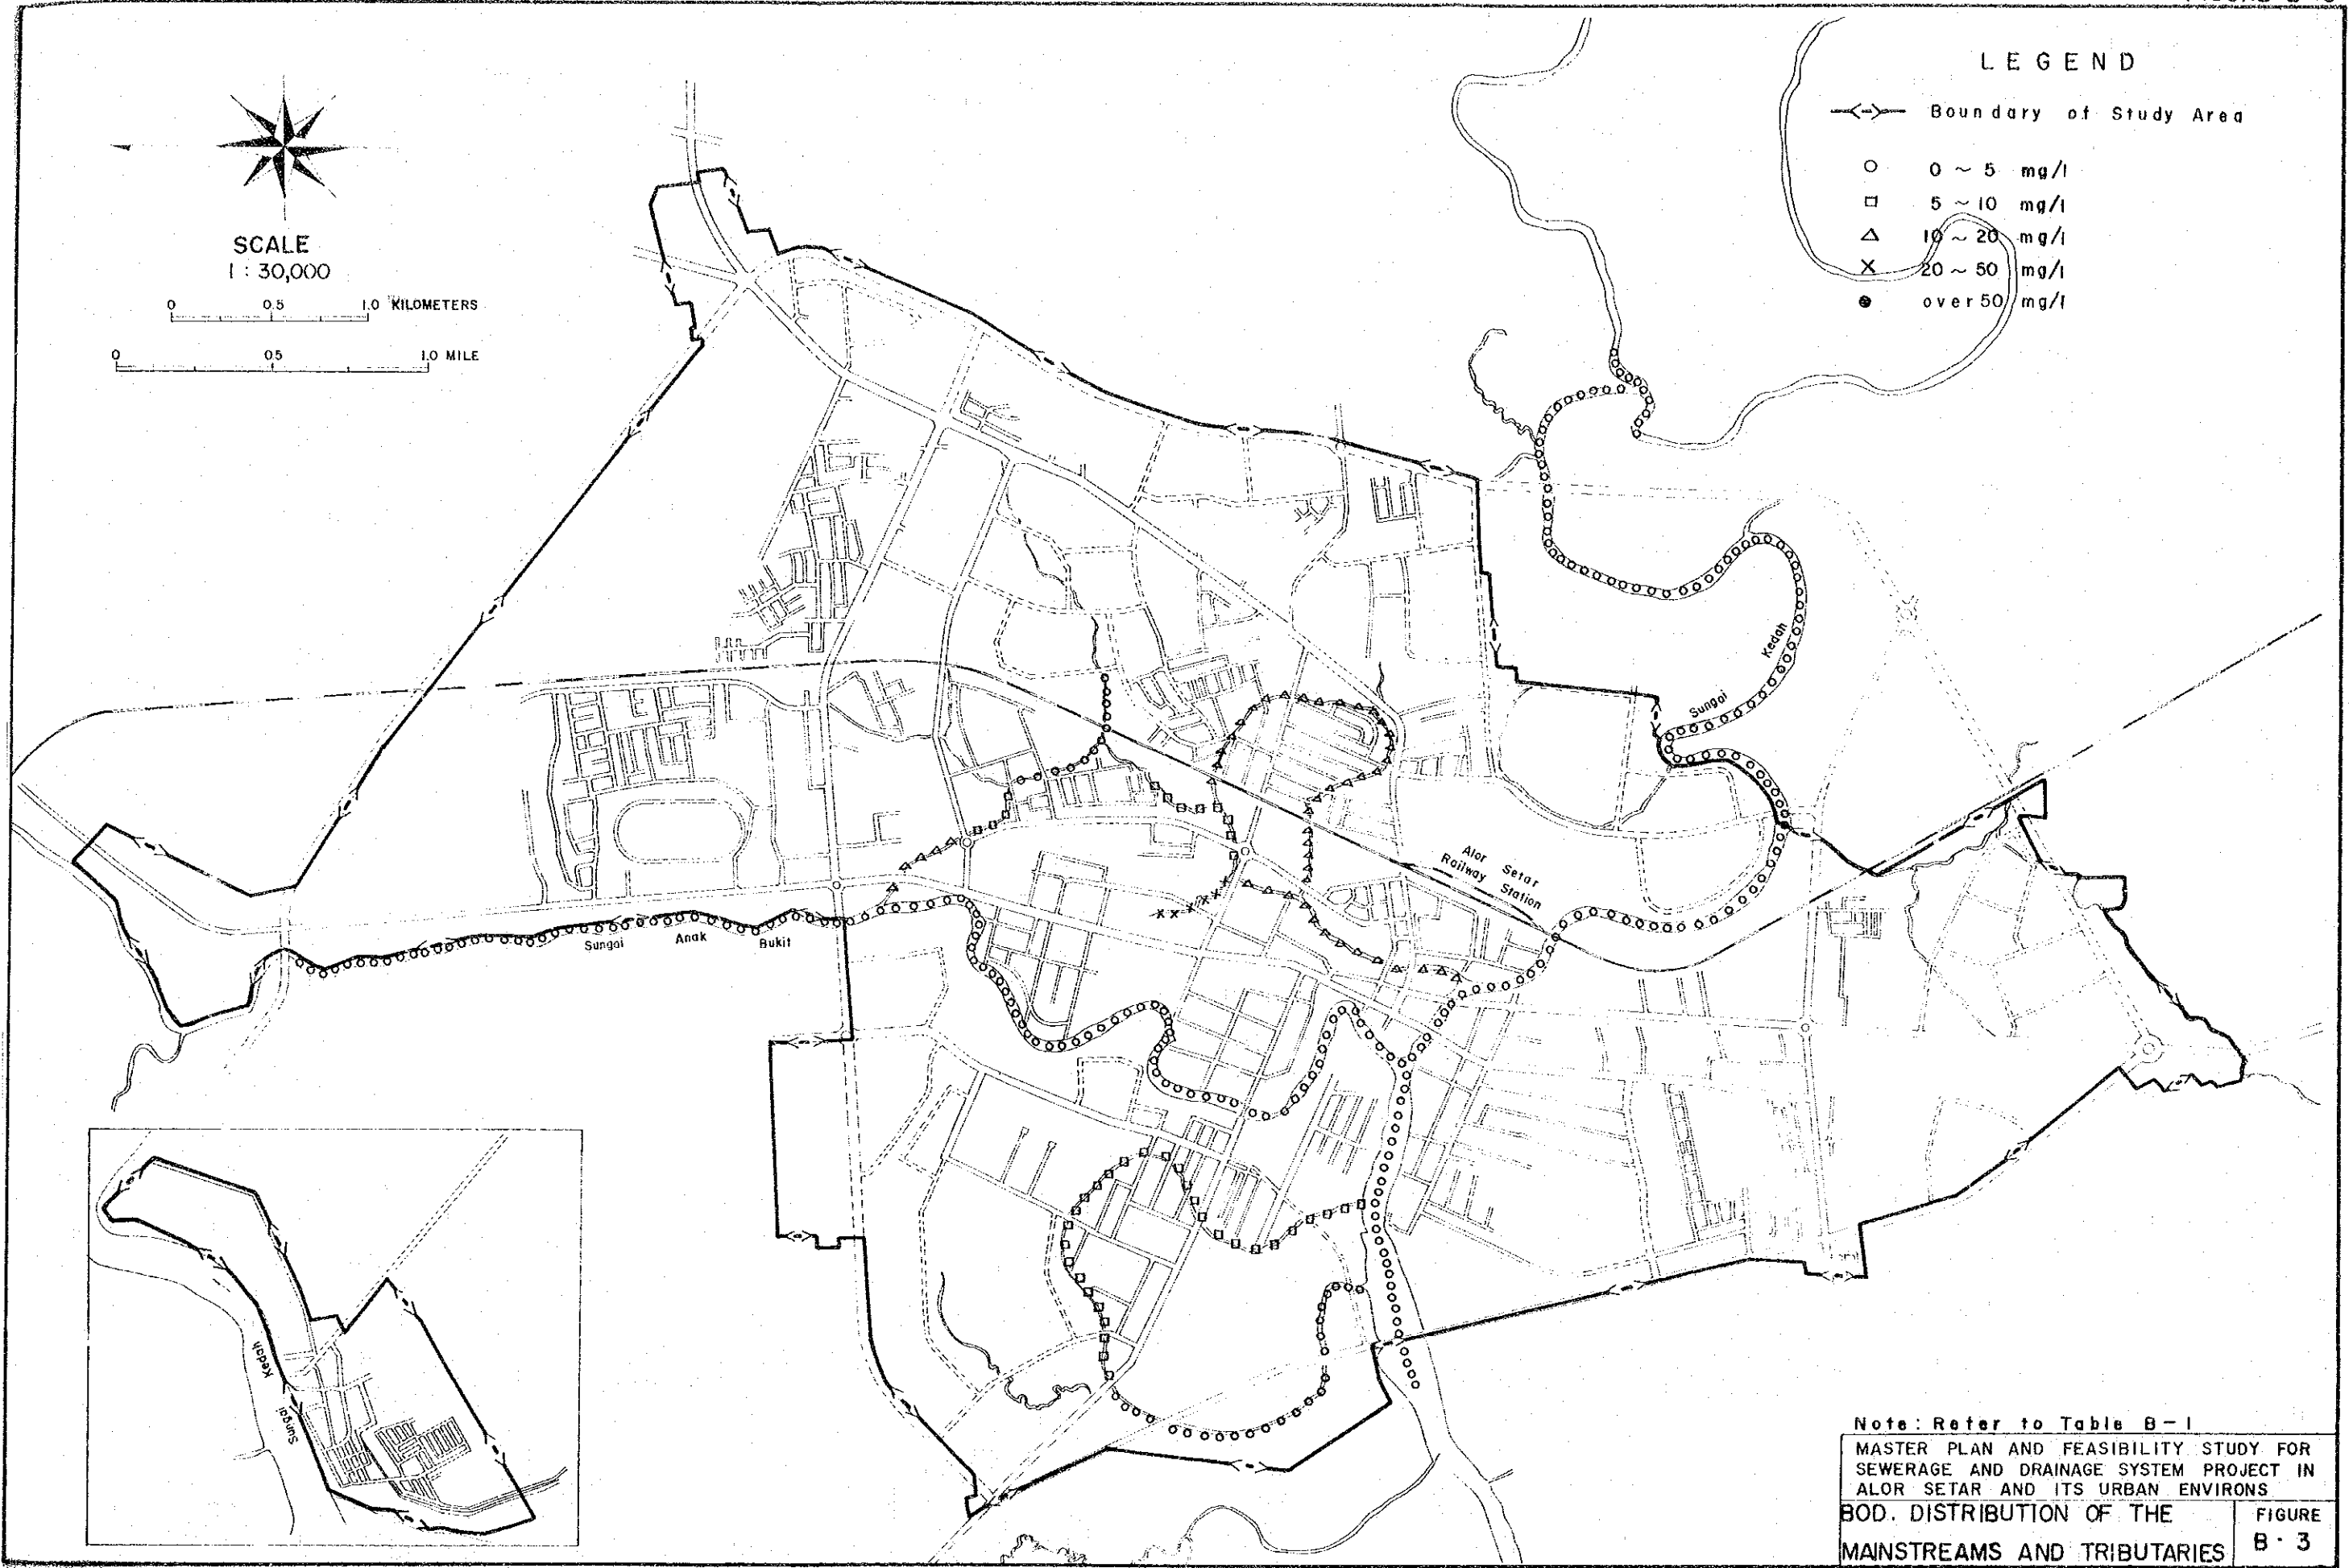 LEGEND
Boundary of Study Area
0 ~ 5 mg/l
5 ~ 10 mg/l
10 ~ 20 mg/l
20 ~ 50 mg/l
over 50 mg/l
SCALE
1 : 30,000
0 0.5 1.0 KILOMETERS
0 0.5 1.0 MILE
Kedah
Sungai
Alor Setar
Railway Station
Sungai Anak Bukit
Kedah
Sungai
Note: Refer to Table B-1
MASTER PLAN AND FEASIBILITY STUDY FOR
SEWERAGE AND DRAINAGE SYSTEM PROJECT IN
ALOR SETAR AND ITS URBAN ENVIRONS
BOD. DISTRIBUTION OF THE
MAINSTREAMS AND TRIBUTARIES
FIGURE
B - 3